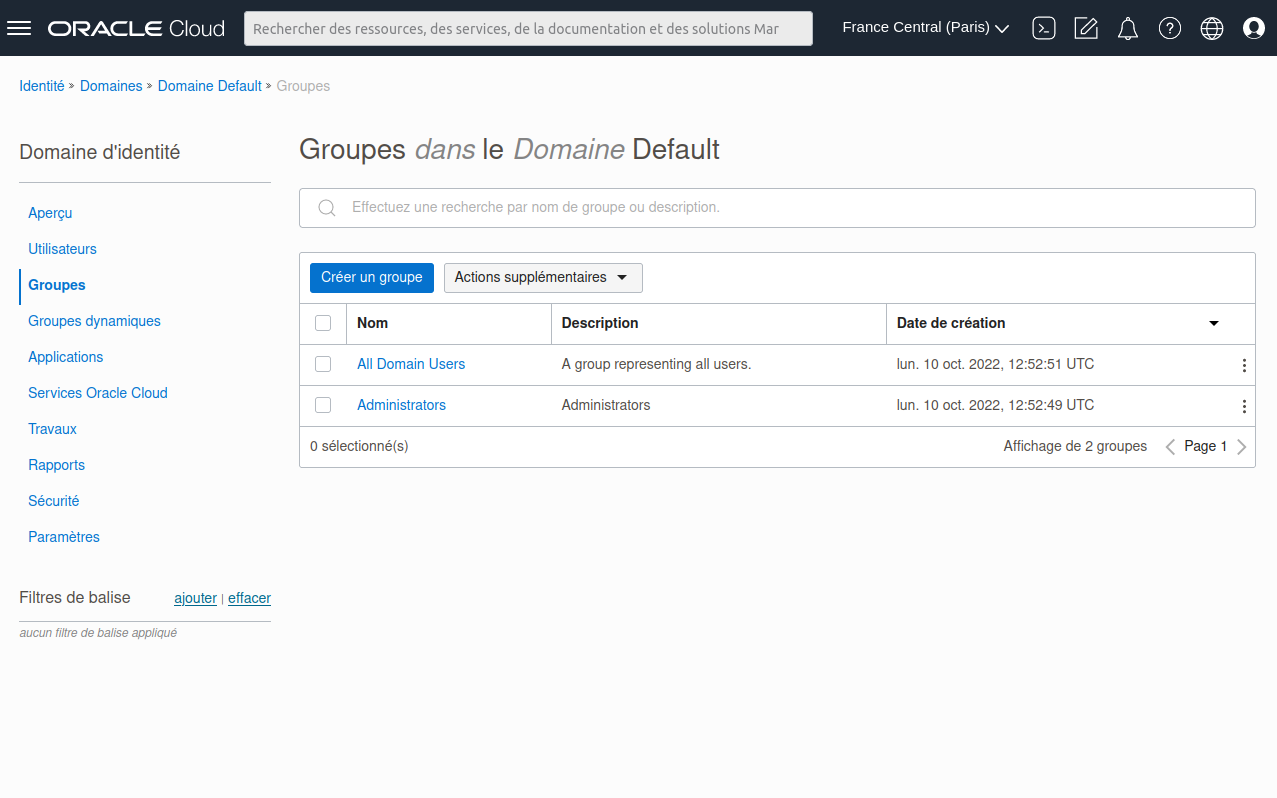 ORACLE Cloud
Rechercher des ressources, des services, de la documentation et des solutions Mar
France Central (Paris)
Identité » Domaines » Domaine Default » Groupes
Domaine d'identité
Aperçu
Utilisateurs
Groupes
Groupes dynamiques
Applications
Services Oracle Cloud
Travaux
Rapports
Sécurité
Paramètres
Filtres de balise ajouter | effacer
aucun filtre de balise appliqué
Groupes dans le Domaine Default
Effectuez une recherche par nom de groupe ou description.
Créer un groupe Actions supplémentaires
Nom Description Date de création
All Domain Users A group representing all users. lun. 10 oct. 2022, 12:52:51 UTC
Administrators Administrators lun. 10 oct. 2022, 12:52:49 UTC
0 sélectionné(s) Affichage de 2 groupes Page 1